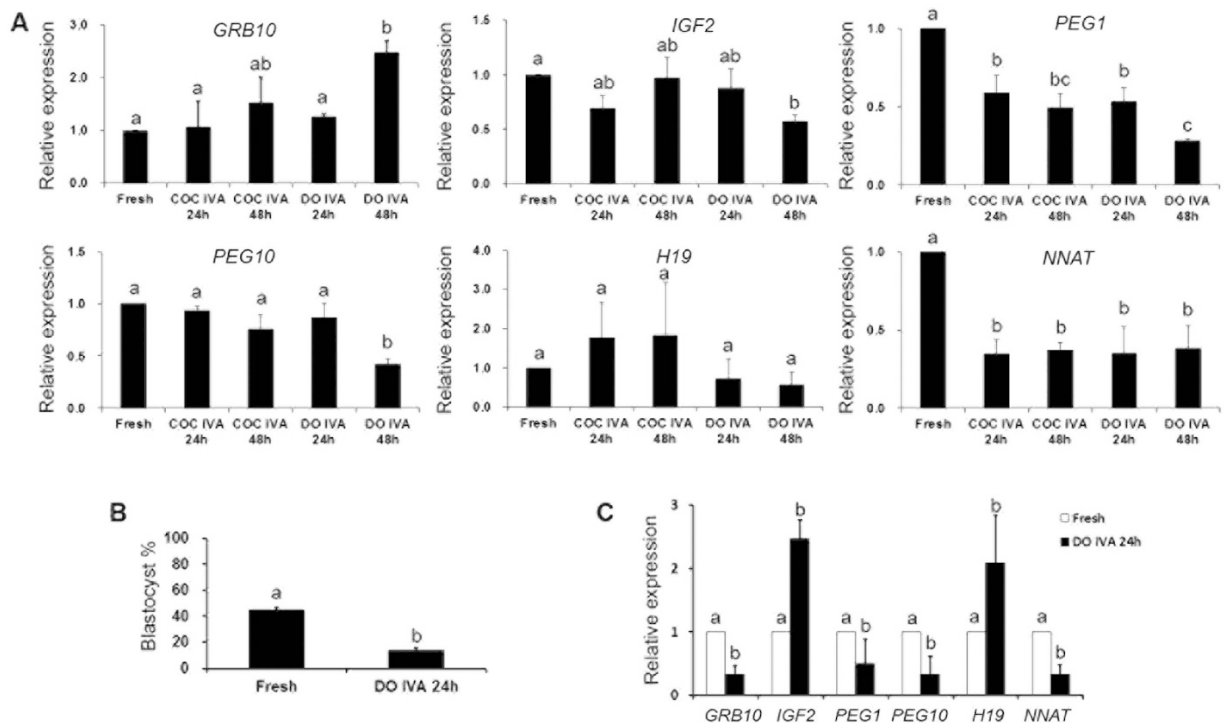 A
GRB10
Relative expression
3.0
2.0
1.0
0.0
a
a
ab
a
b
Fresh
COC IVA 24h
COC IVA 48h
DO IVA 24h
DO IVA 48h
IGF2
Relative expression
1.5
1.0
0.5
0.0
a
ab
ab
ab
b
Fresh
COC IVA 24h
COC IVA 48h
DO IVA 24h
DO IVA 48h
PEG1
Relative expression
1.0
0.5
0.0
a
b
bc
b
c
Fresh
COC IVA 24h
COC IVA 48h
DO IVA 24h
DO IVA 48h
PEG10
Relative expression
1.5
1.0
0.5
0.0
a
a
a
a
b
Fresh
COC IVA 24h
COC IVA 48h
DO IVA 24h
DO IVA 48h
H19
Relative expression
4.0
3.0
2.0
1.0
0.0
a
a
a
a
a
Fresh
COC IVA 24h
COC IVA 48h
DO IVA 24h
DO IVA 48h
NNAT
Relative expression
1.0
0.5
0.0
a
b
b
b
b
Fresh
COC IVA 24h
COC IVA 48h
DO IVA 24h
DO IVA 48h
B
Blastocyst %
100
80
60
40
20
0
a
b
Fresh
DO IVA 24h
C
Relative expression
3
2
1
0
a
b
a
b
a
b
a
b
a
b
a
b
GRB10
IGF2
PEG1
PEG10
H19
NNAT
Fresh
DO IVA 24h